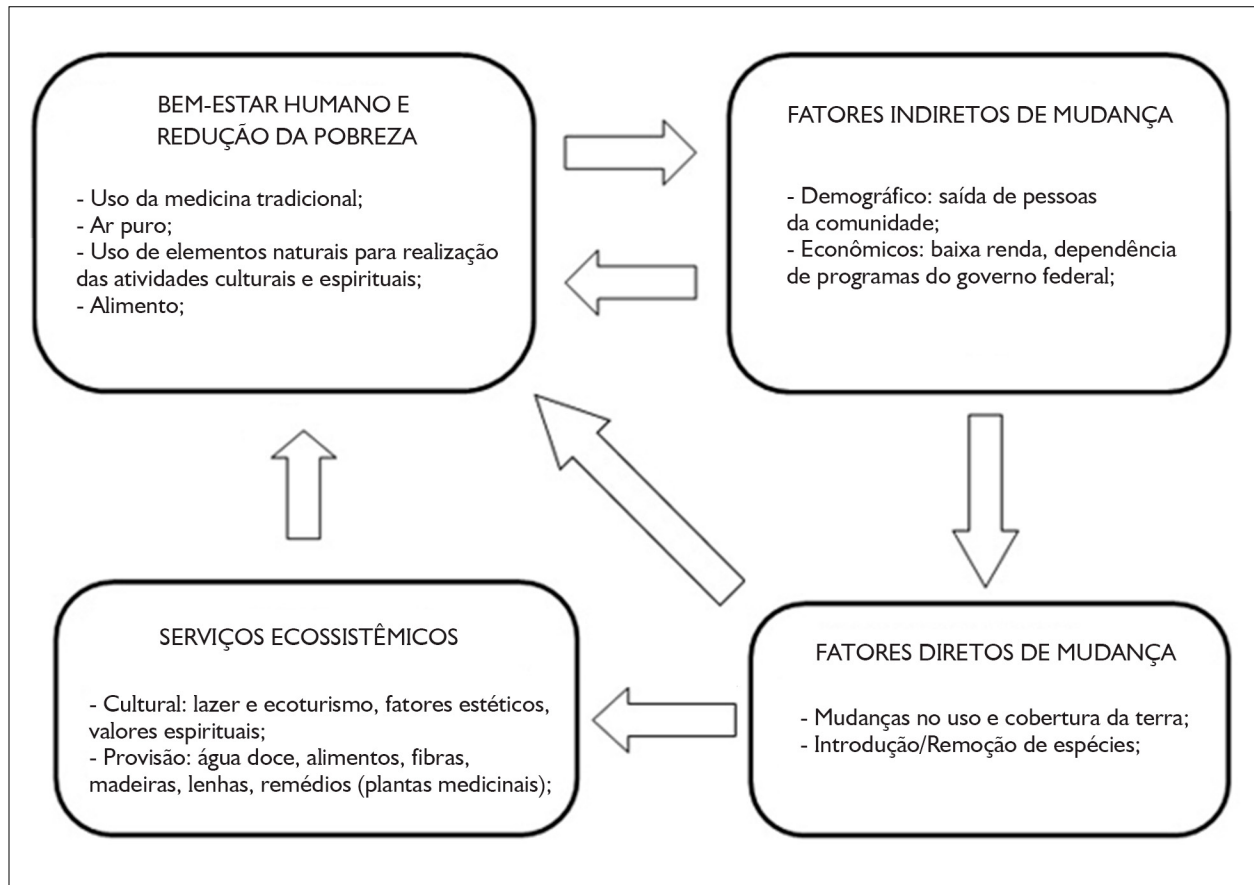 BEM-ESTAR HUMANO E
REDUÇÃO DA POBREZA
- Uso da medicina tradicional;
- Ar puro;
- Uso de elementos naturais para realização
das atividades culturais e espirituais;
- Alimento;
FATORES INDIRETOS DE MUDANÇA
- Demográfico: saída de pessoas
da comunidade;
- Econômicos: baixa renda, dependência
de programas do governo federal;
SERVIÇOS ECOSSISTÊMICOS
- Cultural: lazer e ecoturismo, fatores estéticos,
valores espirituais;
- Provisão: água doce, alimentos, fibras,
madeiras, lenhas, remédios (plantas medicinais);
FATORES DIRETOS DE MUDANÇA
- Mudanças no uso e cobertura da terra;
- Introdução/Remoção de espécies;